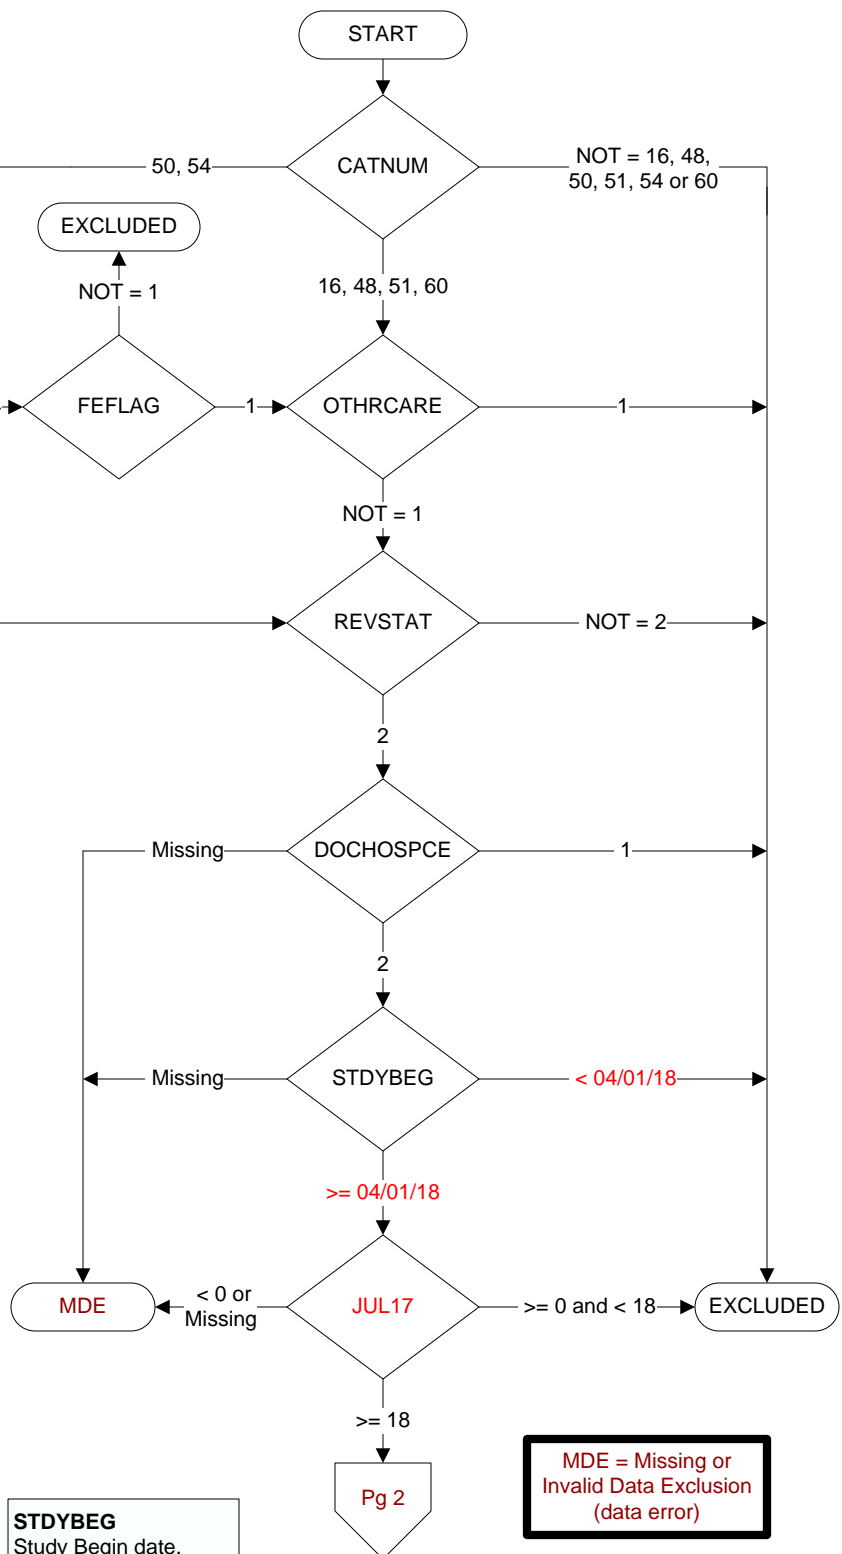 START
50, 54
CATNUM
NOT = 16, 48,
50, 51, 54 or 60
EXCLUDED
NOT = 1
16, 48, 51, 60
FEFLAG
1
OTHRCARE
1
NOT = 1
REVSTAT
NOT = 2
2
Missing
DOCHOSPCE
1
2
Missing
STDYBEG
< 04/01/18
>= 04/01/18
MDE
< 0 or
Missing
JUL17
>= 0 and < 18
EXCLUDED
>= 18
Pg 2
MDE = Missing or
Invalid Data Exclusion
(data error)
STDYBEG
Study Begin date.